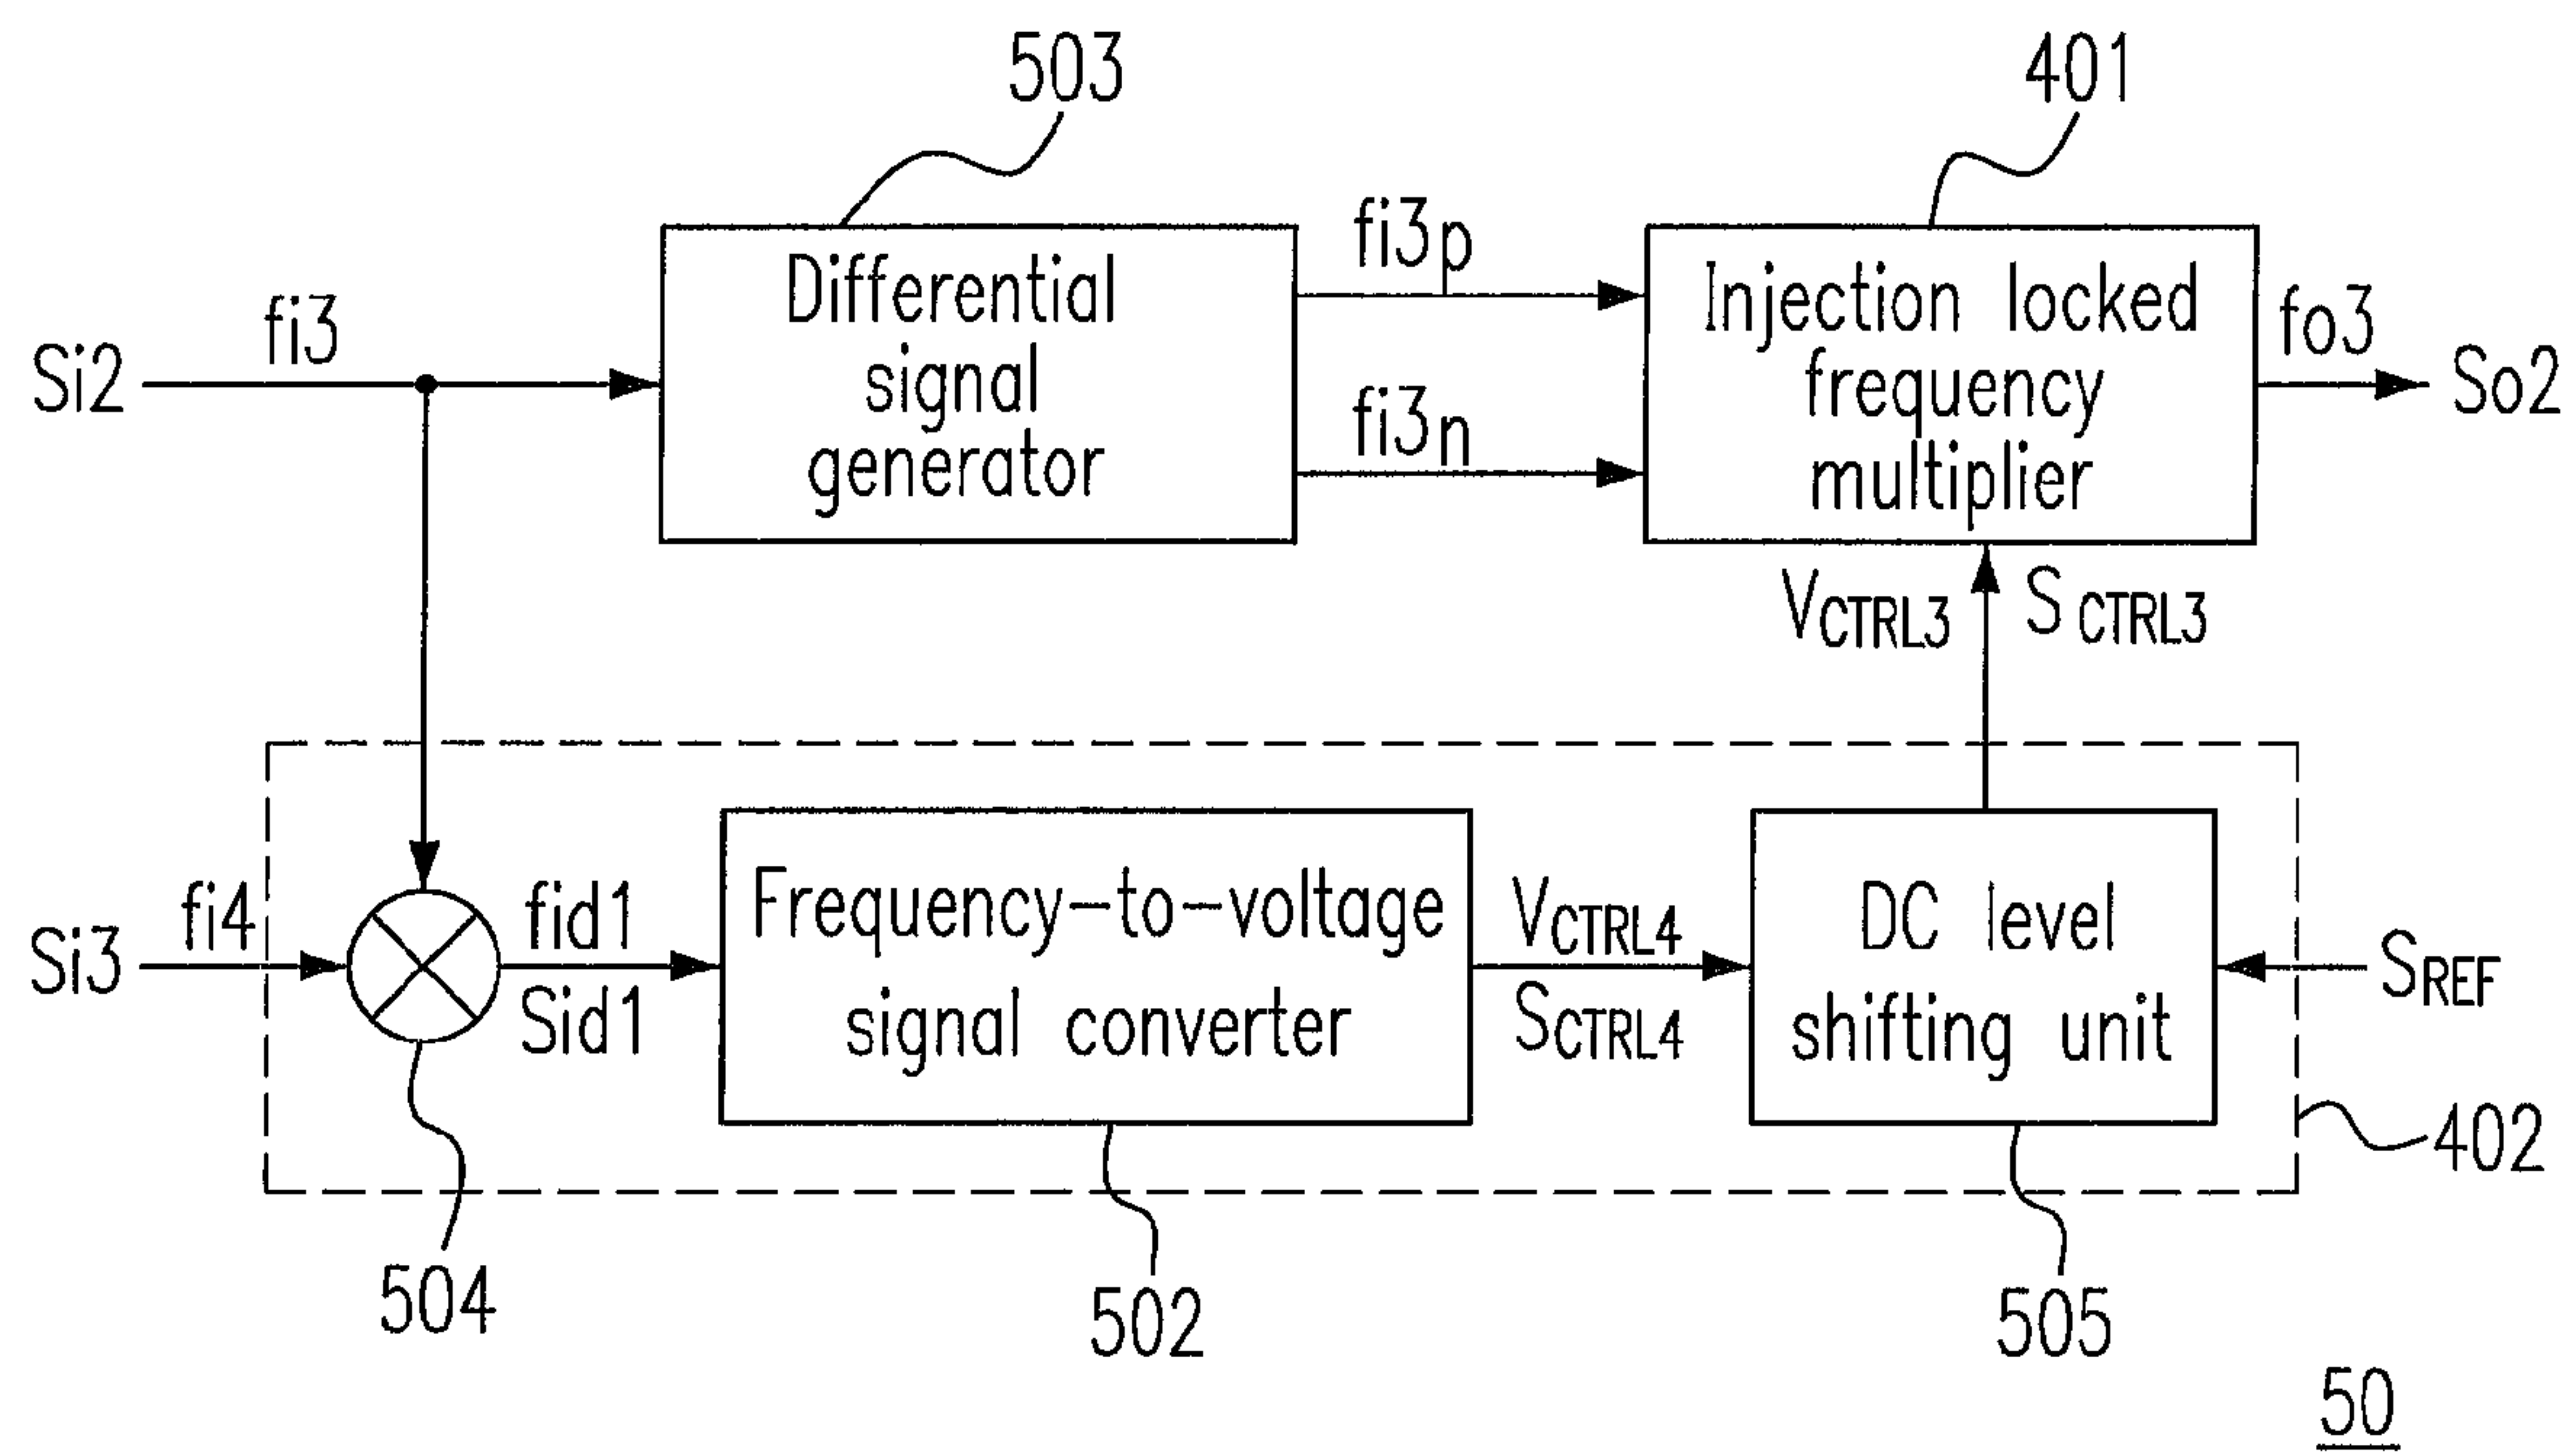 503
401
Si2
fi3
Differential
signal
generator
fi3p
fi3n
Injection locked
frequency
multiplier
fo3
So2
VCTRL3
SCTRL3
Si3
fi4
fid1
Sid1
Frequency-to-voltage
signal converter
VCTRL4
SCTRL4
DC level
shifting unit
SREF
402
504
502
505
50